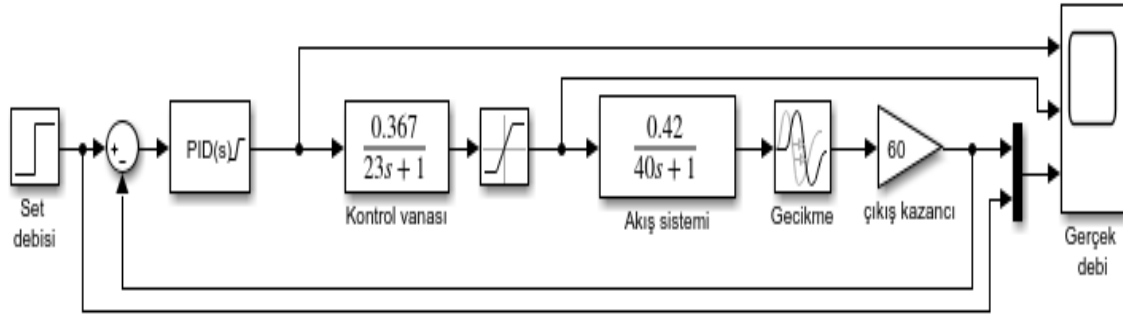 Set
debisi
+
−
PID(s)
0.367
23s + 1
Kontrol vanası
0.42
40s + 1
Akış sistemi
Gecikme
60
çıkış kazancı
Gerçek
debi